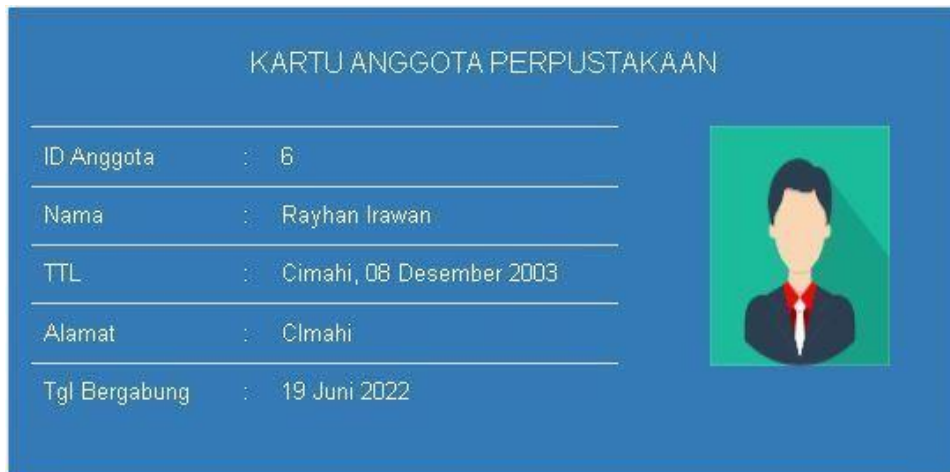 KARTU ANGGOTA PERPUSTAKAAN
ID Anggota : 6
Nama : Rayhan Irawan
TTL : Cimahi, 08 Desember 2003
Alamat : CImahi
Tgl Bergabung : 19 Juni 2022